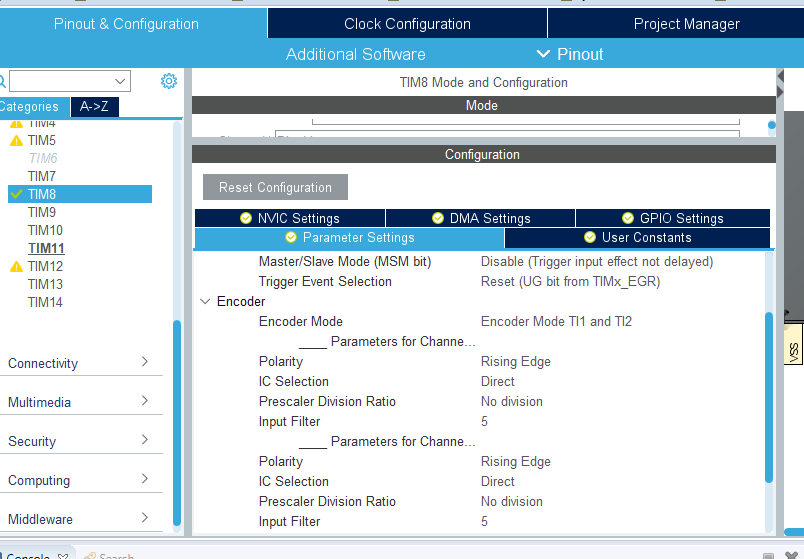 Pinout & Configuration
Clock Configuration
Project Manager
Additional Software
Pinout
Categories
A->Z
TIM4
TIM5
TIM6
TIM7
TIM8
TIM9
TIM10
TIM11
TIM12
TIM13
TIM14
Connectivity
Multimedia
Security
Computing
Middleware
TIM8 Mode and Configuration
Mode
Configuration
Reset Configuration
NVIC Settings
DMA Settings
GPIO Settings
Parameter Settings
User Constants
Master/Slave Mode (MSM bit) Disable (Trigger input effect not delayed)
Trigger Event Selection Reset (UG bit from TIMx_EGR)
Encoder
Encoder Mode Encoder Mode TI1 and TI2
____ Parameters for Channe...
Polarity Rising Edge
IC Selection Direct
Prescaler Division Ratio No division
Input Filter 5
____ Parameters for Channe...
Polarity Rising Edge
IC Selection Direct
Prescaler Division Ratio No division
Input Filter 5
VSS
Console
Search